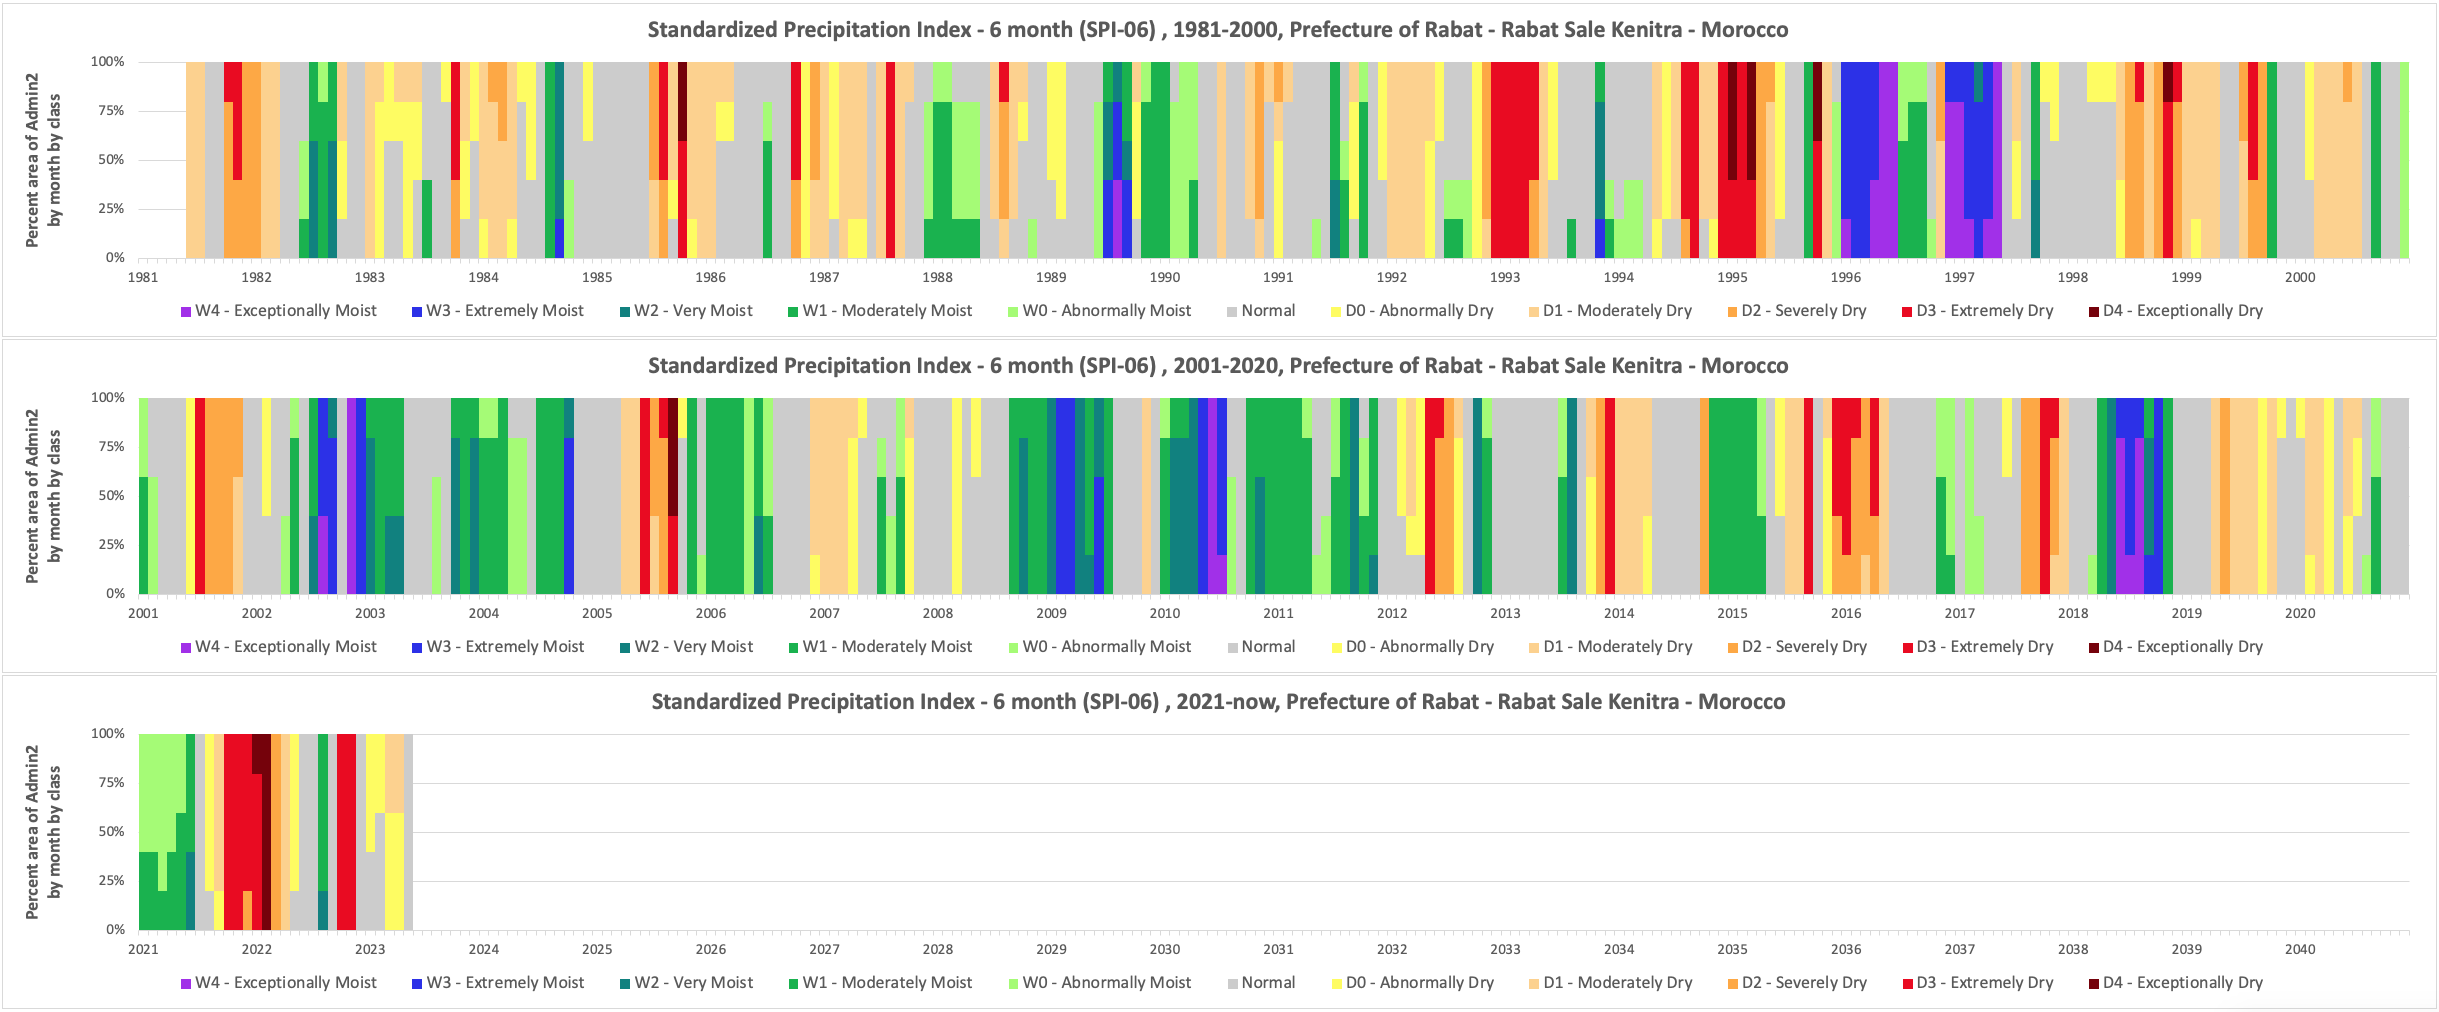 Standardized Precipitation Index - 6 month (SPI-06) , 1981-2000, Prefecture of Rabat - Rabat Sale Kenitra - Morocco
Percent area of Admin2
by month by class
100%
75%
50%
25%
0%
1981 1982 1983 1984 1985 1986 1987 1988 1989 1990 1991 1992 1993 1994 1995 1996 1997 1998 1999 2000
W4 - Exceptionally Moist W3 - Extremely Moist W2 - Very Moist W1 - Moderately Moist W0 - Abnormally Moist Normal D0 - Abnormally Dry D1 - Moderately Dry D2 - Severely Dry D3 - Extremely Dry D4 - Exceptionally Dry
Standardized Precipitation Index - 6 month (SPI-06) , 2001-2020, Prefecture of Rabat - Rabat Sale Kenitra - Morocco
Percent area of Admin2
by month by class
100%
75%
50%
25%
0%
2001 2002 2003 2004 2005 2006 2007 2008 2009 2010 2011 2012 2013 2014 2015 2016 2017 2018 2019 2020
W4 - Exceptionally Moist W3 - Extremely Moist W2 - Very Moist W1 - Moderately Moist W0 - Abnormally Moist Normal D0 - Abnormally Dry D1 - Moderately Dry D2 - Severely Dry D3 - Extremely Dry D4 - Exceptionally Dry
Standardized Precipitation Index - 6 month (SPI-06) , 2021-now, Prefecture of Rabat - Rabat Sale Kenitra - Morocco
Percent area of Admin2
by month by class
100%
75%
50%
25%
0%
2021 2022 2023 2024 2025 2026 2027 2028 2029 2030 2031 2032 2033 2034 2035 2036 2037 2038 2039 2040
W4 - Exceptionally Moist W3 - Extremely Moist W2 - Very Moist W1 - Moderately Moist W0 - Abnormally Moist Normal D0 - Abnormally Dry D1 - Moderately Dry D2 - Severely Dry D3 - Extremely Dry D4 - Exceptionally Dry